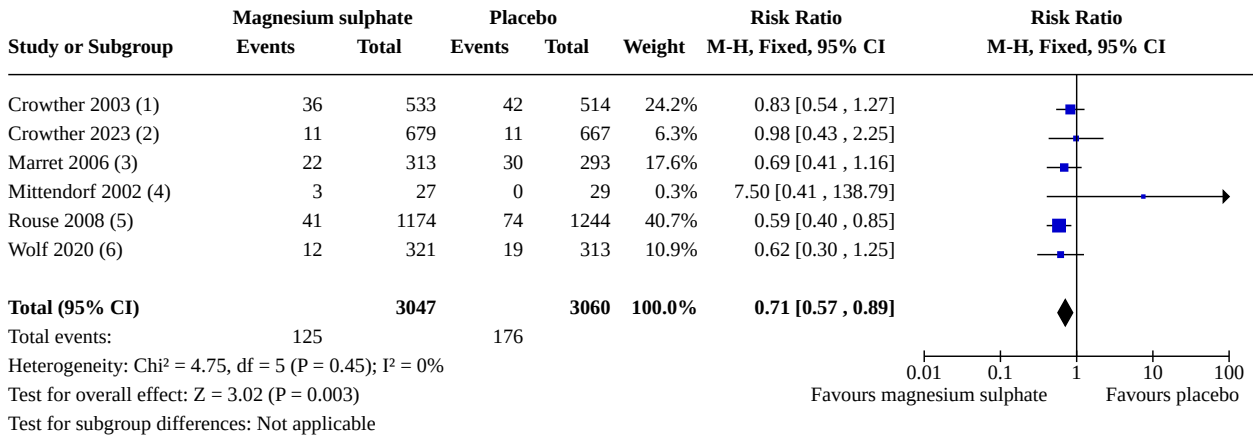 Magnesium sulphate Placebo Risk Ratio Risk Ratio
Study or Subgroup Events Total Events Total Weight M-H, Fixed, 95% CI M-H, Fixed, 95% CI
Crowther 2003 (1) 36 533 42 514 24.2% 0.83 [0.54 , 1.27]
Crowther 2023 (2) 11 679 11 667 6.3% 0.98 [0.43 , 2.25]
Marret 2006 (3) 22 313 30 293 17.6% 0.69 [0.41 , 1.16]
Mittendorf 2002 (4) 3 27 0 29 0.3% 7.50 [0.41 , 138.79]
Rouse 2008 (5) 41 1174 74 1244 40.7% 0.59 [0.40 , 0.85]
Wolf 2020 (6) 12 321 19 313 10.9% 0.62 [0.30 , 1.25]
Total (95% CI) 3047 3060 100.0% 0.71 [0.57 , 0.89]
Total events: 125 176
Heterogeneity: Chi² = 4.75, df = 5 (P = 0.45); I² = 0%
0.01 0.1 1 10 100
Test for overall effect: Z = 3.02 (P = 0.003)
Favours magnesium sulphate Favours placebo
Test for subgroup differences: Not applicable